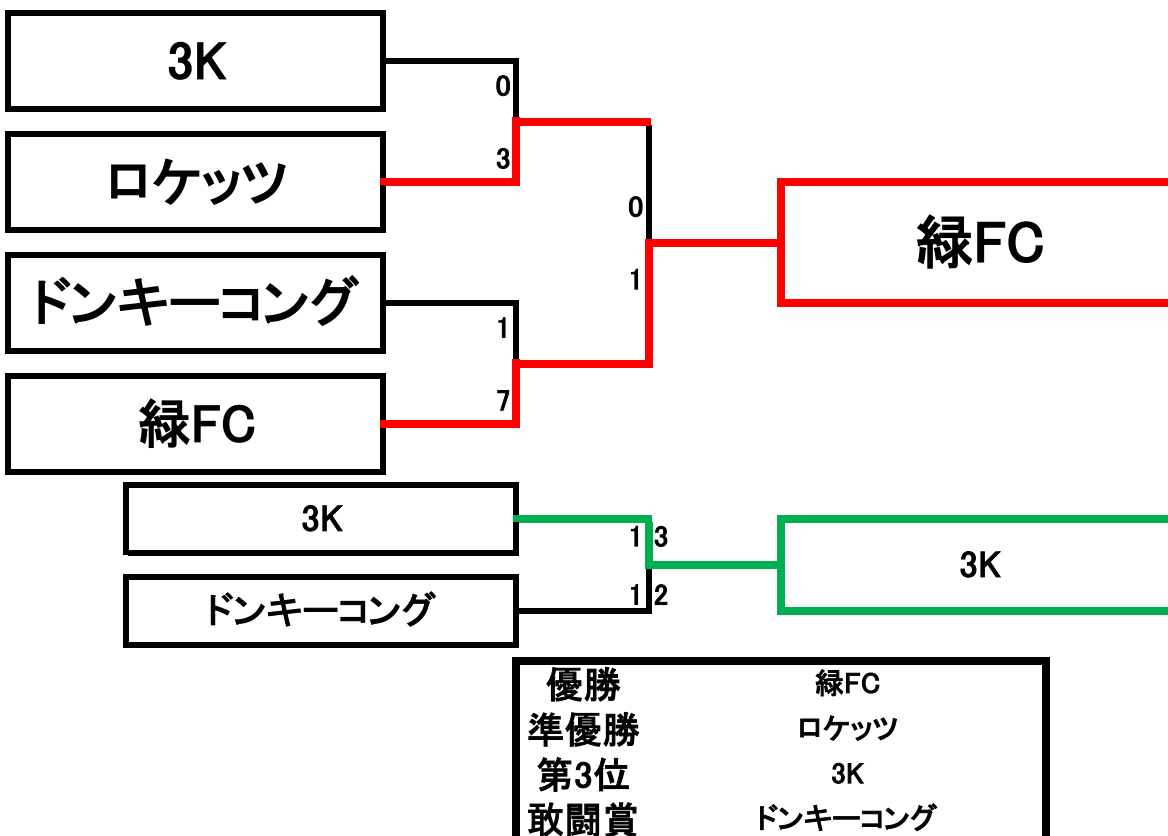 3K
0
3
ロケッツ
0
1
緑FC
ドンキーコング
1
7
緑FC
3K
1 3
3K
1 2
ドンキーコング
優勝 緑FC
準優勝 ロケッツ
第3位 3K
敢闘賞 ドンキーコング